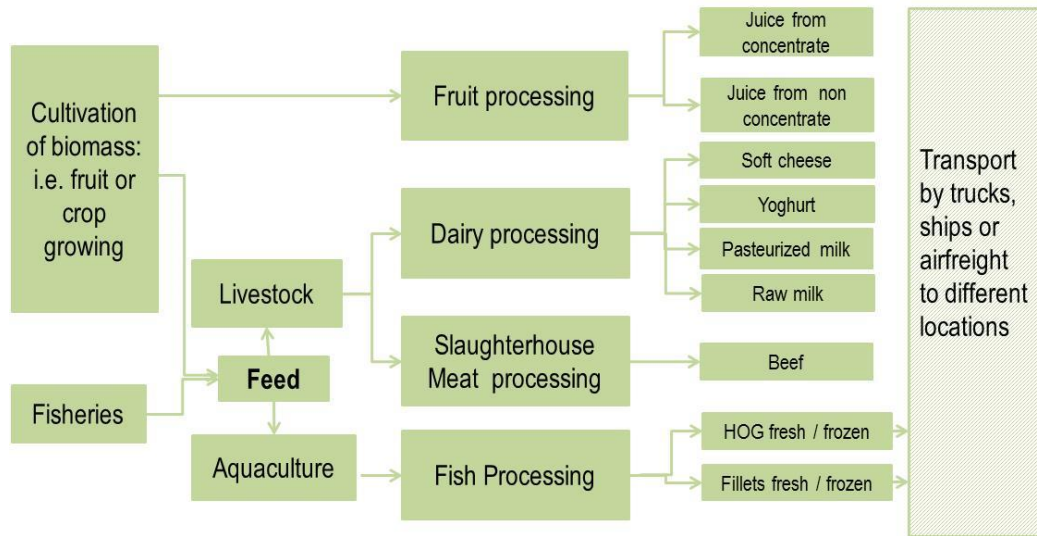 Cultivation
of biomass:
i.e. fruit or
crop
growing
Fisheries
Livestock
Feed
Aquaculture
Fruit processing
Dairy processing
Slaughterhouse
Meat processing
Fish Processing
Juice from
concentrate
Juice from non
concentrate
Soft cheese
Yoghurt
Pasteurized milk
Raw milk
Beef
HOG fresh / frozen
Fillets fresh / frozen
Transport
by trucks,
ships or
airfreight
to different
locations